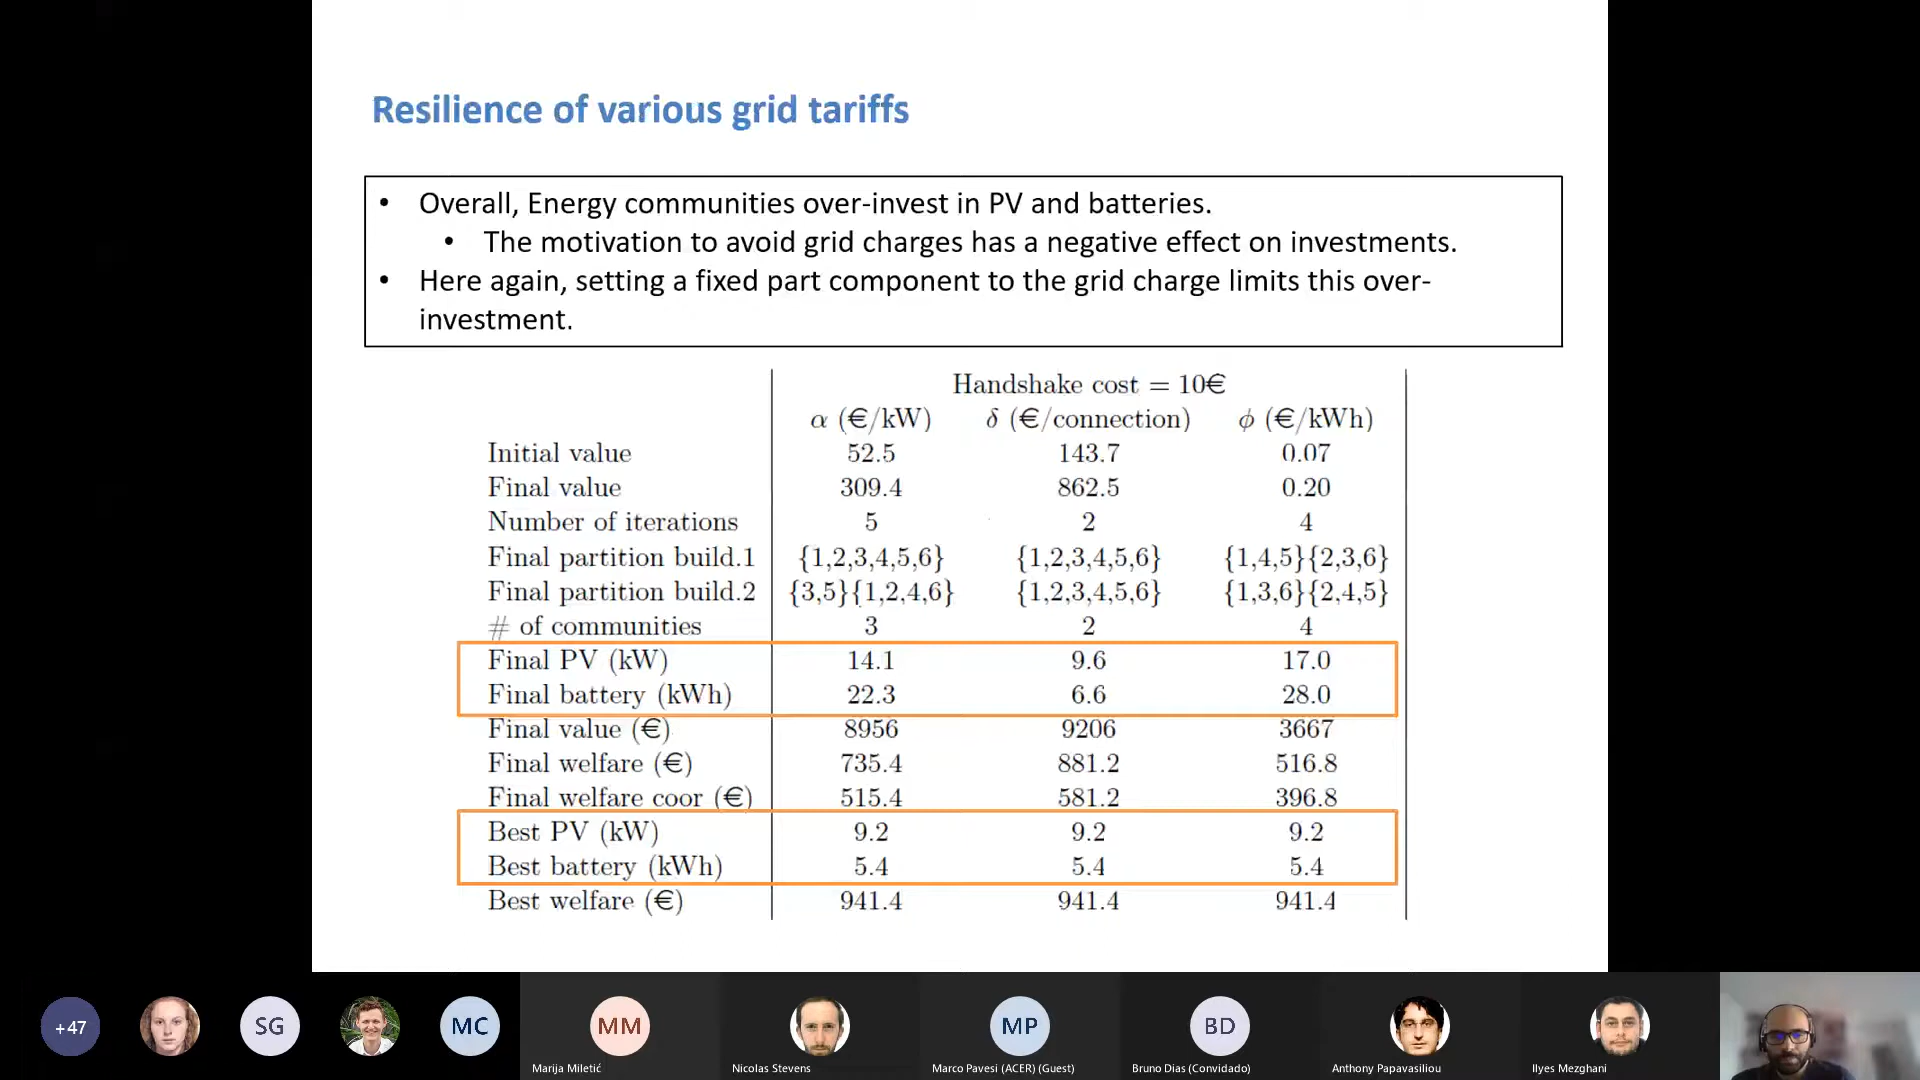 Resilience of various grid tariffs
• Overall, Energy communities over-invest in PV and batteries.
• The motivation to avoid grid charges has a negative effect on investments.
• Here again, setting a fixed part component to the grid charge limits this over-
investment.
Handshake cost = 10€
α (€/kW) δ (€/connection) ϕ (€/kWh)
Initial value 52.5 143.7 0.07
Final value 309.4 862.5 0.20
Number of iterations 5 2 4
Final partition build.1 {1,2,3,4,5,6} {1,2,3,4,5,6} {1,4,5}{2,3,6}
Final partition build.2 {3,5}{1,2,4,6} {1,2,3,4,5,6} {1,3,6}{2,4,5}
# of communities 3 2 4
Final PV (kW) 14.1 9.6 17.0
Final battery (kWh) 22.3 6.6 28.0
Final value (€) 8956 9206 3667
Final welfare (€) 735.4 881.2 516.8
Final welfare coor (€) 515.4 581.2 396.8
Best PV (kW) 9.2 9.2 9.2
Best battery (kWh) 5.4 5.4 5.4
Best welfare (€) 941.4 941.4 941.4
+47 SG MC MM MP BD
Marija Miletić Nicolas Stevens Marco Pavesi (ACER) (Guest) Bruno Dias (Convidado) Anthony Papavasiliou Ilyes Mezghani